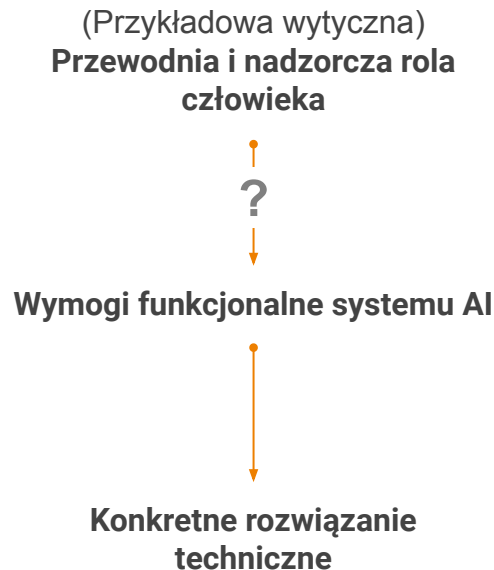 (Przykładowa wytyczna)
Przewodnia i nadzorcza rola
człowieka
?
Wymogi funkcjonalne systemu AI
Konkretne rozwiązanie
techniczne